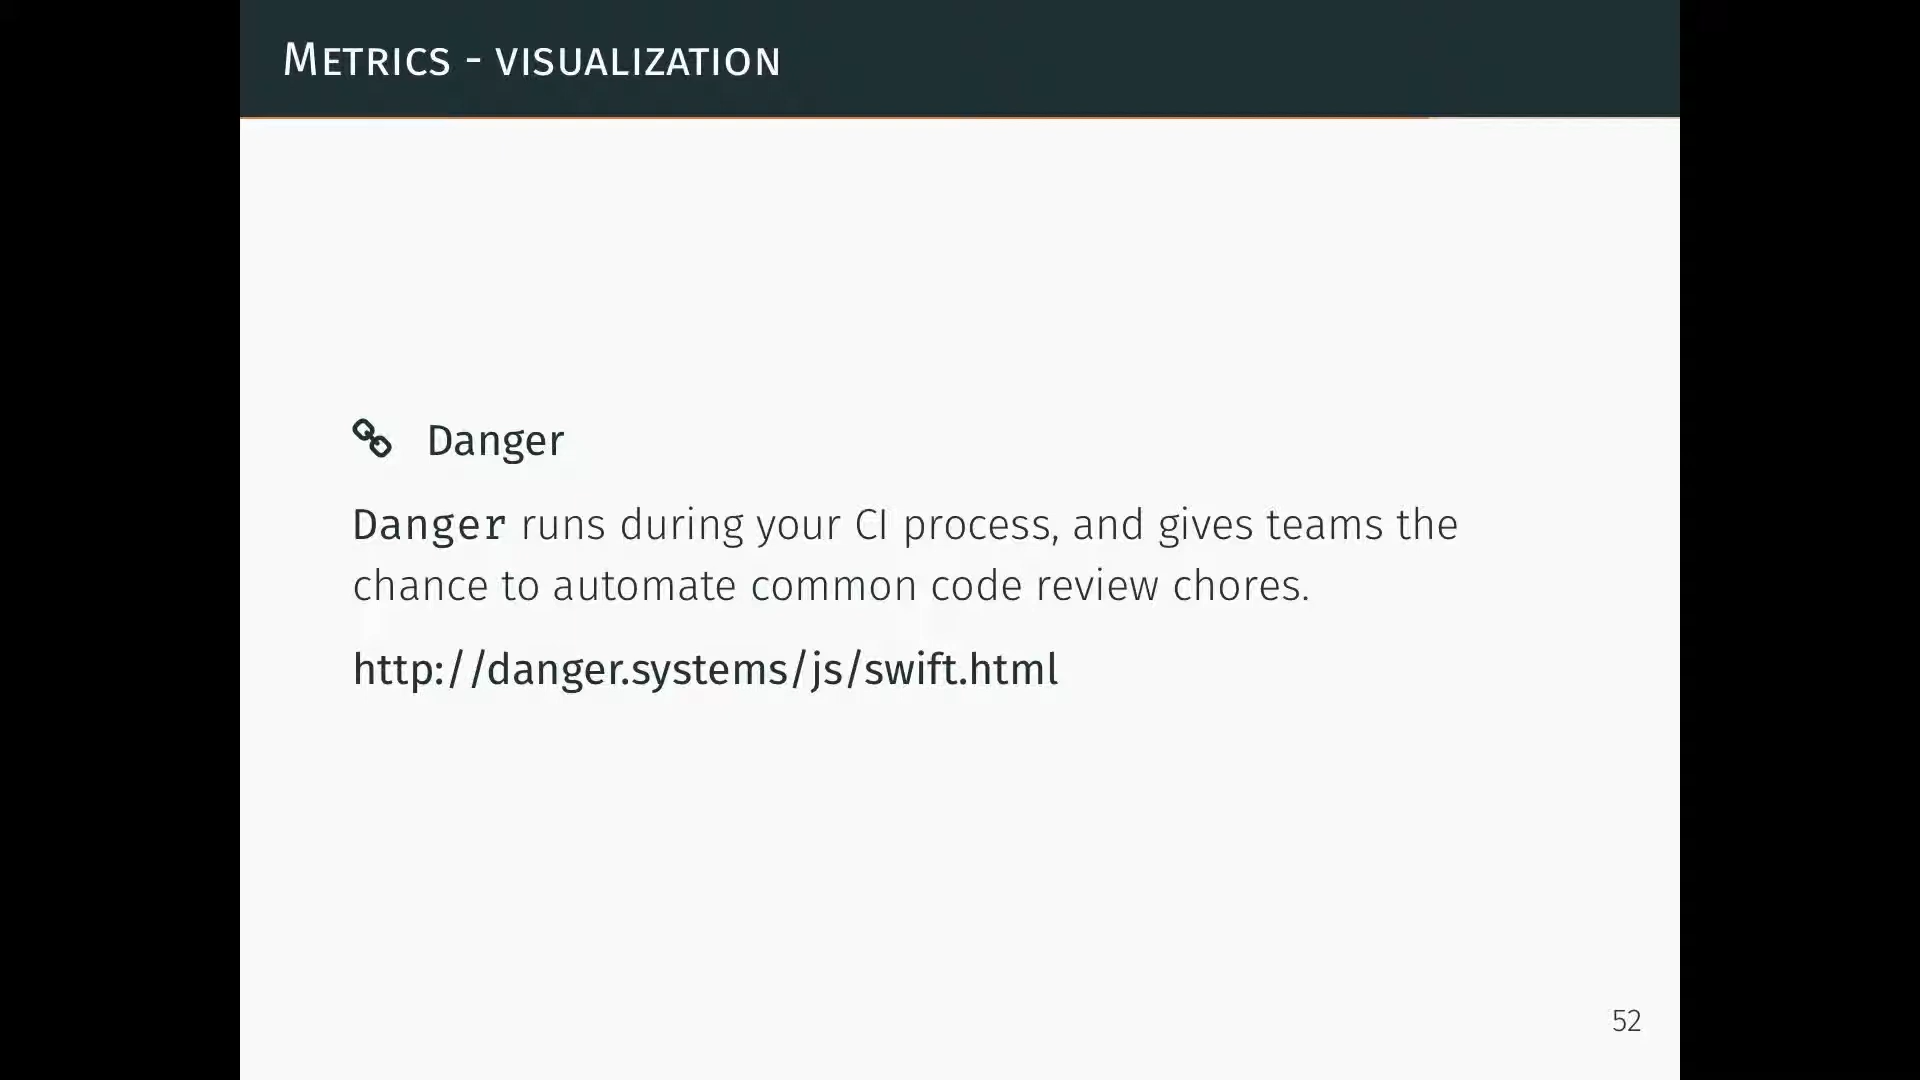 Metrics - visualization
Danger
Danger runs during your CI process, and gives teams the
chance to automate common code review chores.
http://danger.systems/js/swift.html
52